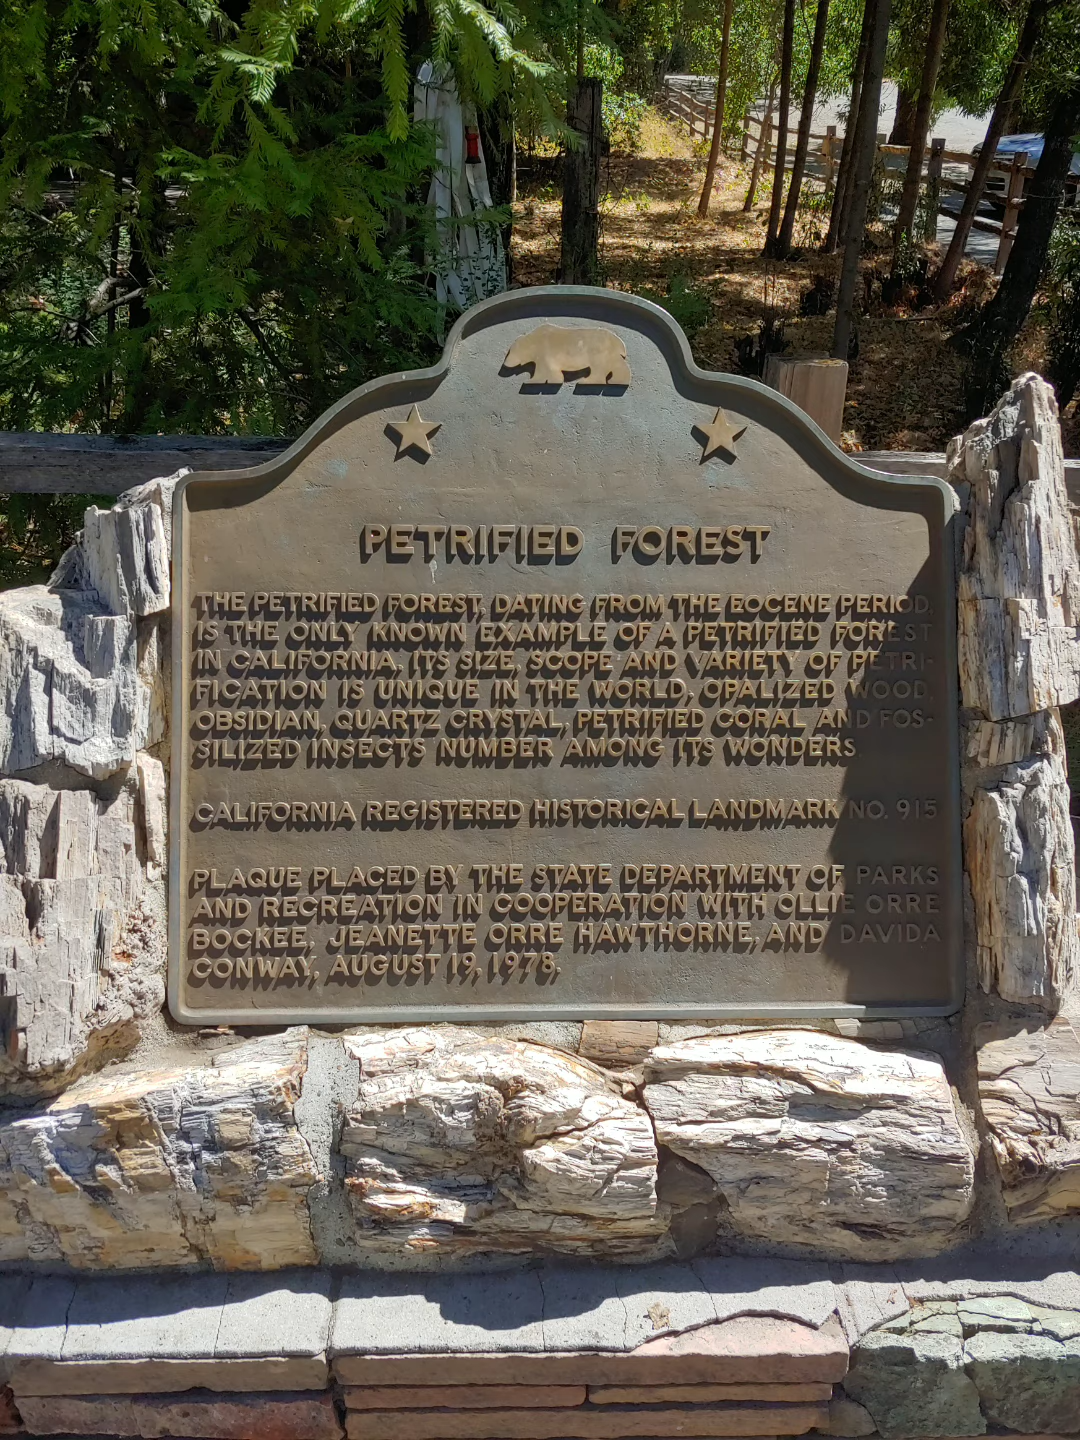 PETRIFIED FOREST
THE PETRIFIED FOREST, DATING FROM THE EOCENE PERIOD,
IS THE ONLY KNOWN EXAMPLE OF A PETRIFIED FOREST
IN CALIFORNIA. ITS SIZE, SCOPE AND VARIETY OF PETRI-
FICATION IS UNIQUE IN THE WORLD. OPALIZED WOOD,
OBSIDIAN, QUARTZ CRYSTAL, PETRIFIED CORAL AND FOS-
SILIZED INSECTS NUMBER AMONG ITS WONDERS
CALIFORNIA REGISTERED HISTORICAL LANDMARK NO. 915
PLAQUE PLACED BY THE STATE DEPARTMENT OF PARKS
AND RECREATION IN COOPERATION WITH OLLIE ORRE
BOCKEE, JEANETTE ORRE HAWTHORNE, AND DAVIDA
CONWAY, AUGUST 19, 1978.